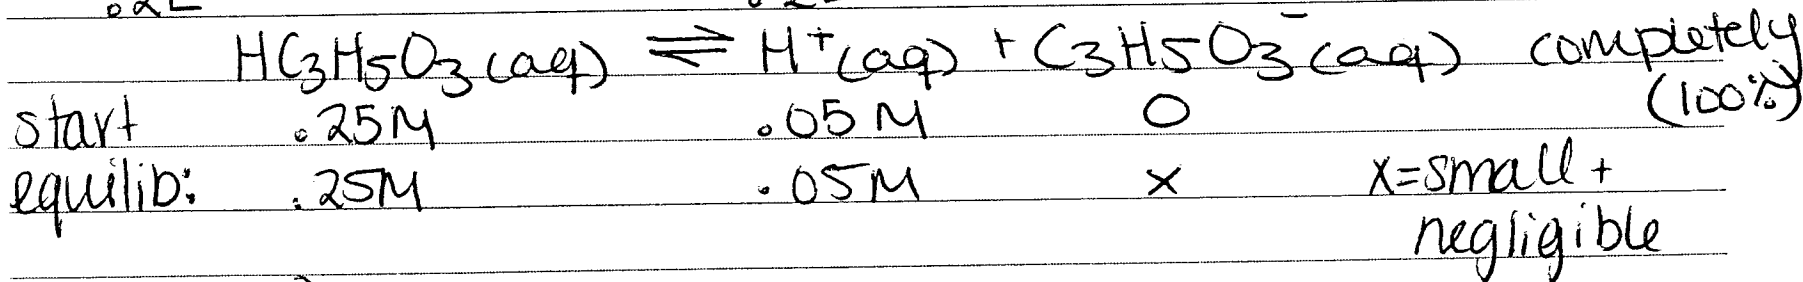 HC₃H₅O₃(aq) ⇌ H⁺(aq) + C₃H₅O₃⁻(aq) completely
(100%)
start .25M .05M 0
equilib: .25M .05M x x=small +
negligible